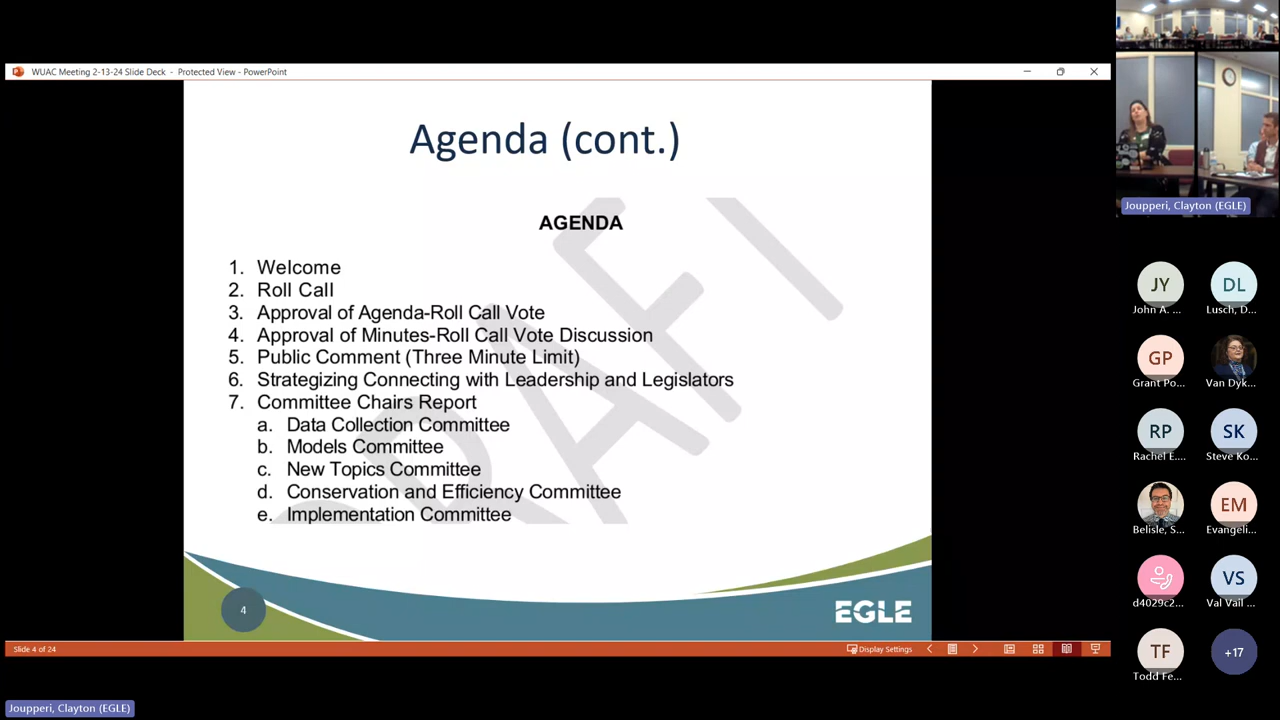 WUAC Meeting 2-13-24 Slide Deck - Protected View - PowerPoint
Agenda (cont.)
DRAFT
AGENDA
1. Welcome
2. Roll Call
3. Approval of Agenda-Roll Call Vote
4. Approval of Minutes-Roll Call Vote Discussion
5. Public Comment (Three Minute Limit)
6. Strategizing Connecting with Leadership and Legislators
7. Committee Chairs Report
a. Data Collection Committee
b. Models Committee
c. New Topics Committee
d. Conservation and Efficiency Committee
e. Implementation Committee
4
EGLE
Slide 4 of 24
Display Settings
Joupperi, Clayton (EGLE)
Joupperi, Clayton (EGLE)
JY
DL
John A. ...
Lusch, D...
GP
Grant Po...
Van Dyk...
RP
SK
Rachel E....
Steve Ko...
EM
Belisle, S...
Evangeli...
VS
d4029c2...
Val Vail ...
TF
+17
Todd Fe...